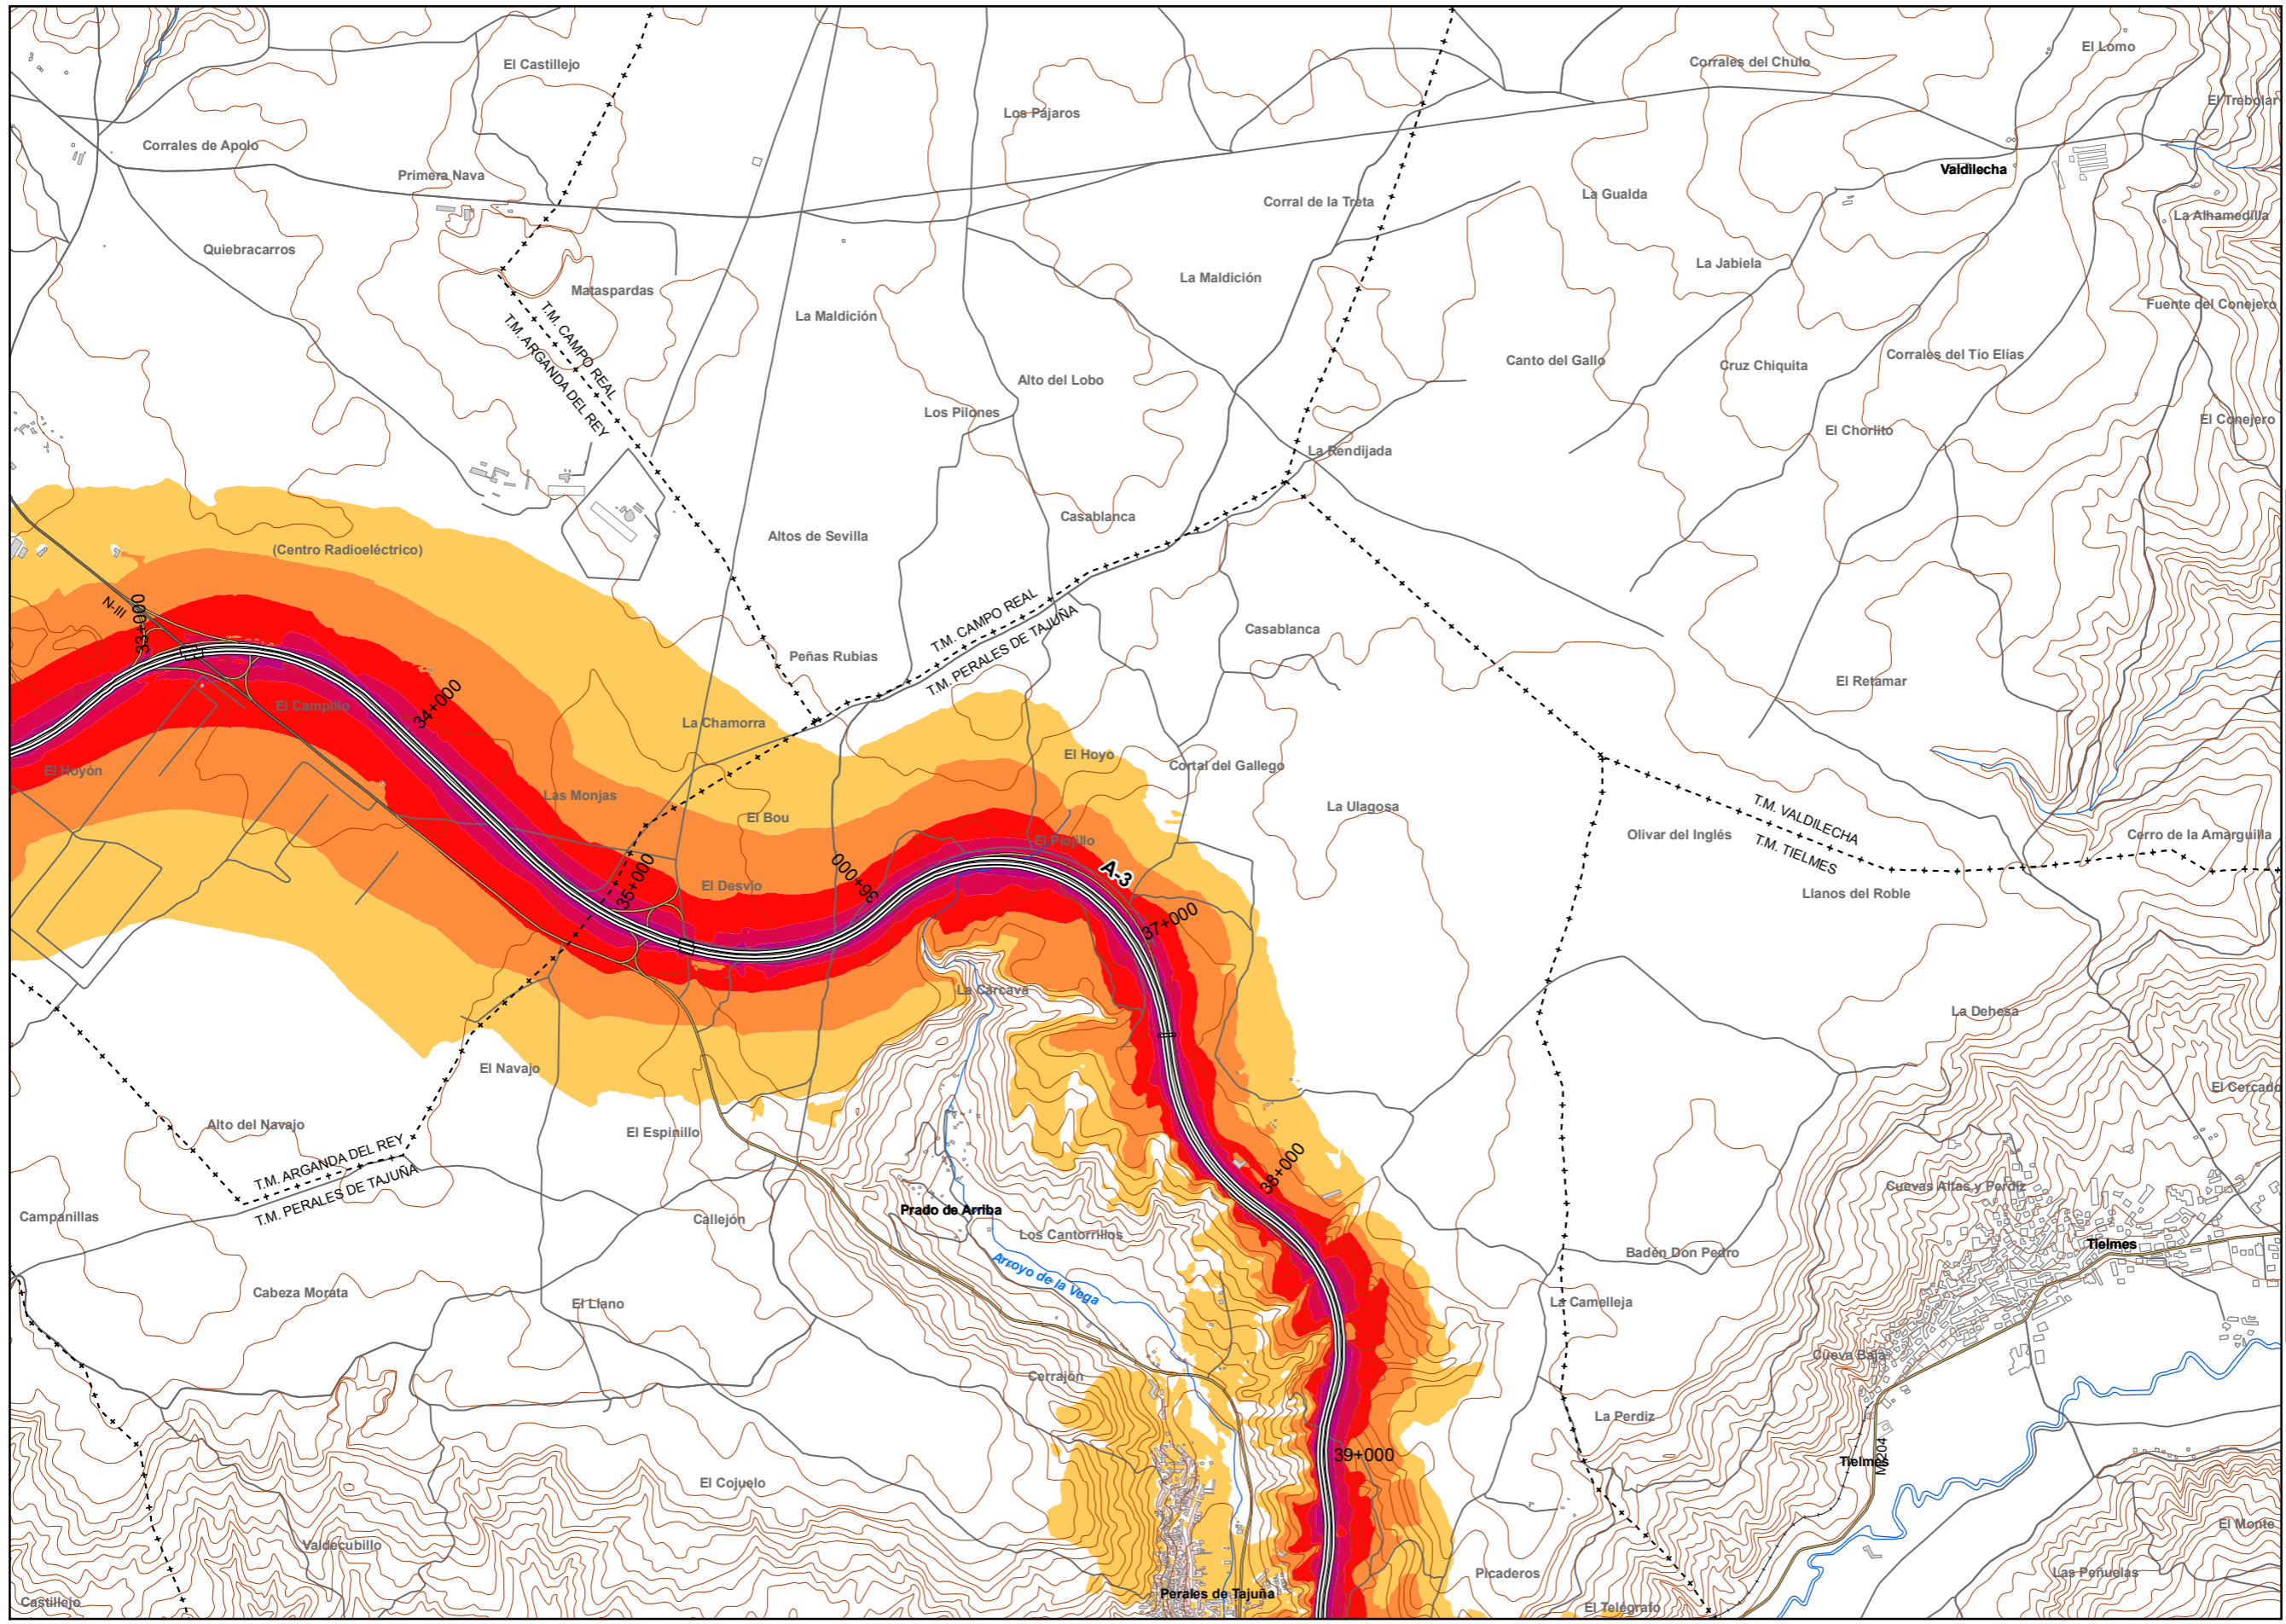 El Lomo
El Castillejo
Corrales del Chulo
El Trebolar
Los Pájaros
Corrales de Apolo
Valdilecha
Primera Nava
La Gualda
Corral de la Treta
La Alhamedilla
Quiebracarros
La Jabiela
La Maldición
Mataspardas
Fuente del Conejero
La Maldición
T.M. CAMPO REAL
T.M. ARGANDA DEL REY
Corrales del Tío Elías
Canto del Gallo
Cruz Chiquita
Alto del Lobo
Los Pilones
El Conejero
El Chorlito
La Rendijada
Casablanca
Altos de Sevilla
(Centro Radioeléctrico)
N-III
33+000
T.M. CAMPO REAL
T.M. PERALES DE TAJUÑA
Casablanca
Peñas Rubias
El Retamar
34+000
El Campillo
La Chamorra
El Hoyo
Cortal del Gallego
El Hoyón
Las Monjas
La Ulagosa
El Bou
T.M. VALDILECHA
T.M. TIELMES
Olivar del Inglés
Cerro de la Amarguilla
El Piojillo
A-3
35+000
36+000
El Desvío
Llanos del Roble
37+000
La Cárcava
La Dehesa
El Navajo
El Cercado
Alto del Navajo
El Espinillo
T.M. ARGANDA DEL REY
T.M. PERALES DE TAJUÑA
38+000
Cuevas Altas y Perdiz
Prado de Arriba
Campanillas
Callejón
Los Cantorrillos
Tielmes
Badén Don Pedro
Arroyo de la Vega
Cabeza Morata
El Llano
La Camelleja
Cueva Baja
Cerrajón
La Perdiz
39+000
Tielmes
M-204
El Cojuelo
El Monte
Valdecubillo
Picaderos
Las Peñuelas
Perales de Tajuña
Castillejo
El Telégrafo